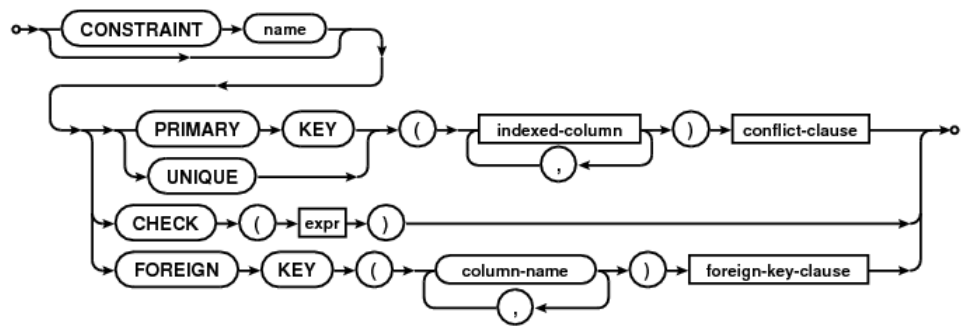 CONSTRAINT name
PRIMARY KEY ( indexed-column ) conflict-clause
,
UNIQUE
CHECK ( expr )
FOREIGN KEY ( column-name ) foreign-key-clause
,